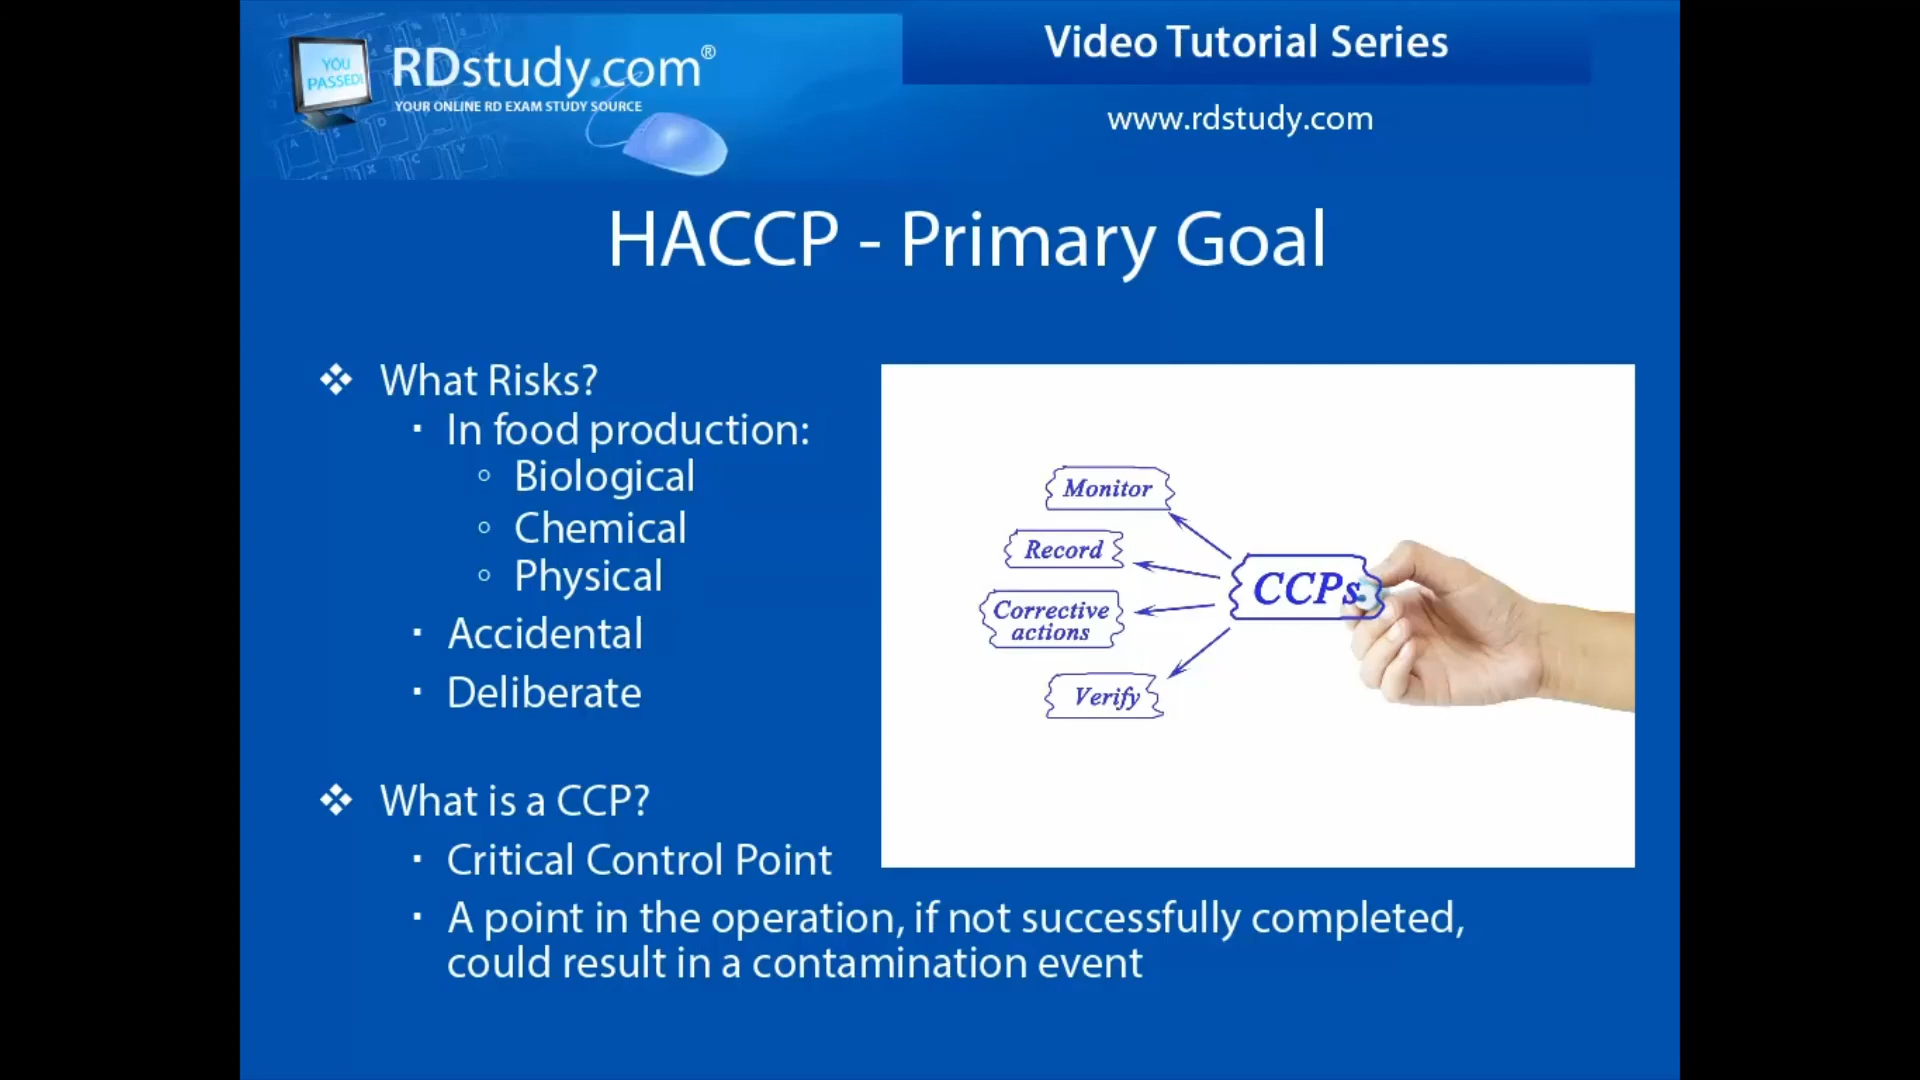 YOU
PASSED!
RDstudy.com®
YOUR ONLINE RD EXAM STUDY SOURCE
Video Tutorial Series
www.rdstudy.com
HACCP - Primary Goal
What Risks?
In food production:
Biological
Chemical
Physical
Accidental
Deliberate
What is a CCP?
Critical Control Point
A point in the operation, if not successfully completed,
could result in a contamination event
Monitor
Record
Corrective
actions
Verify
CCPs